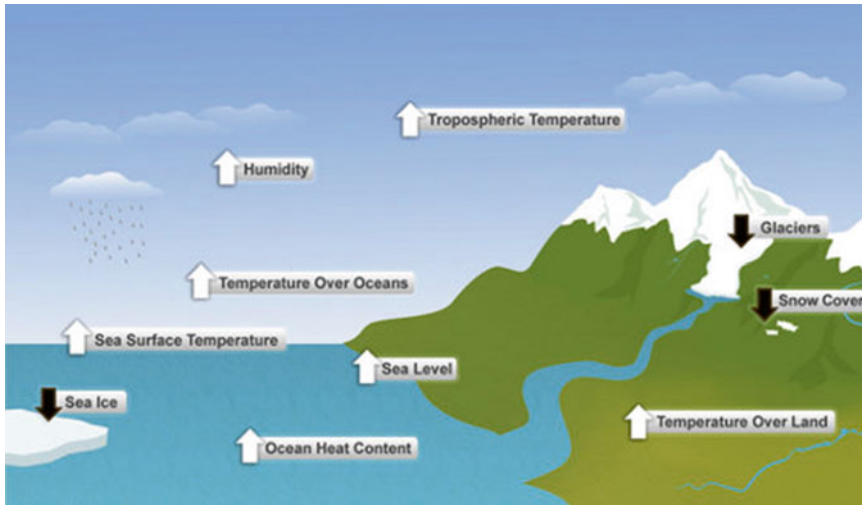 Tropospheric Temperature
Humidity
Glaciers
Temperature Over Oceans
Snow Cover
Sea Surface Temperature
Sea Level
Sea Ice
Temperature Over Land
Ocean Heat Content